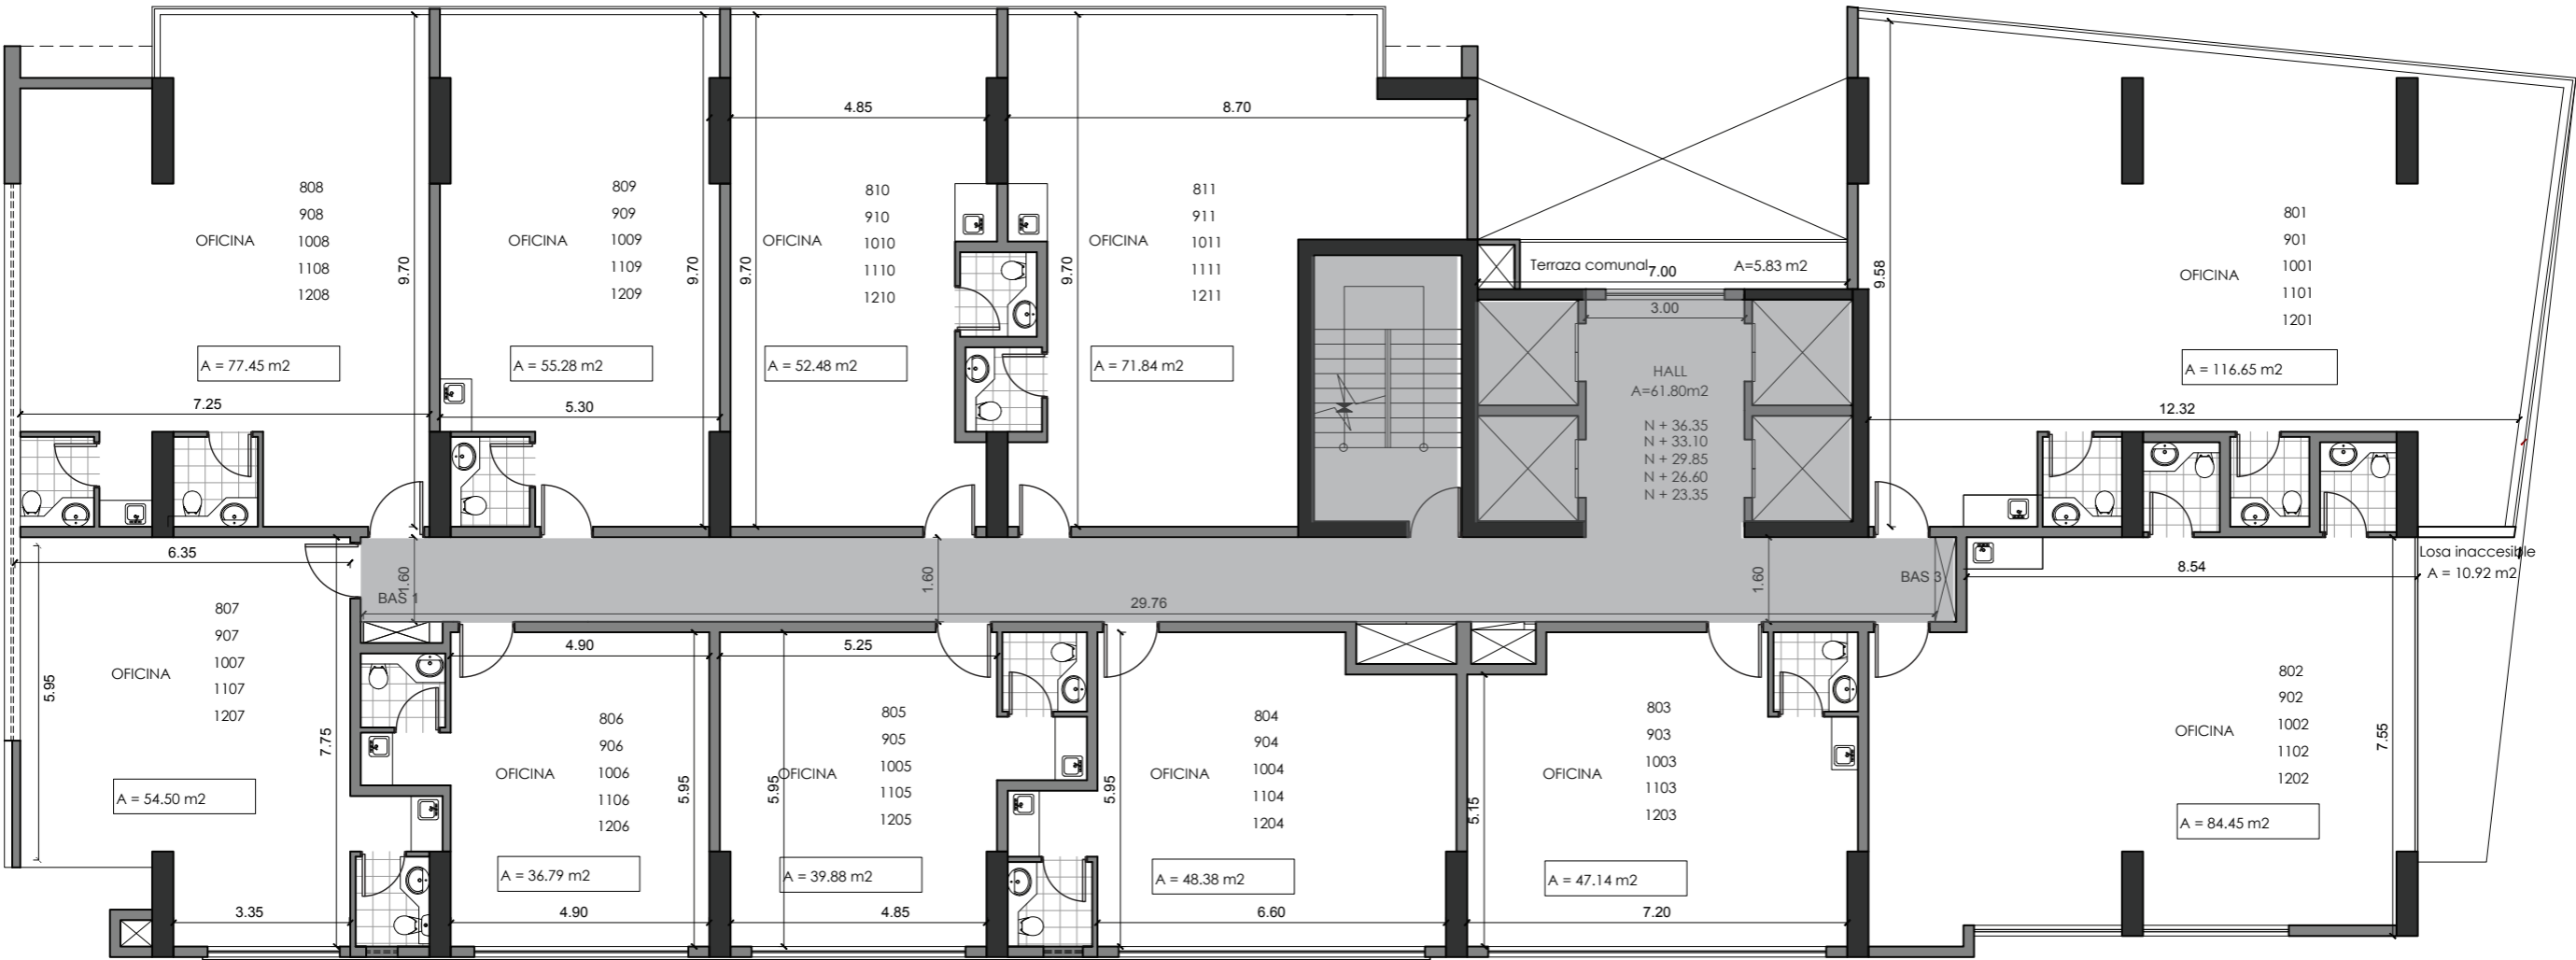 OFICINA
808
908
1008
1108
1208
A = 77.45 m2
9.70
7.25
OFICINA
809
909
1009
1109
1209
A = 55.28 m2
9.70
5.30
4.85
OFICINA
810
910
1010
1110
1210
A = 52.48 m2
9.70
8.70
OFICINA
811
911
1011
1111
1211
A = 71.84 m2
9.70
Terraza comunal
7.00
A=5.83 m2
3.00
HALL
A=61.80m2
N + 36.35
N + 33.10
N + 29.85
N + 26.60
N + 23.35
9.58
OFICINA
801
901
1001
1101
1201
A = 116.65 m2
12.32
6.35
1.60
BAS 1
1.60
29.76
1.60
BAS 3
8.54
Losa inaccesible
A = 10.92 m2
OFICINA
807
907
1007
1107
1207
5.95
7.75
A = 54.50 m2
3.35
4.90
OFICINA
806
906
1006
1106
1206
5.95
A = 36.79 m2
4.90
5.25
OFICINA
805
905
1005
1105
1205
5.95
A = 39.88 m2
4.85
OFICINA
804
904
1004
1104
1204
5.95
A = 48.38 m2
6.60
OFICINA
803
903
1003
1103
1203
5.15
A = 47.14 m2
7.20
OFICINA
802
902
1002
1102
1202
7.55
A = 84.45 m2